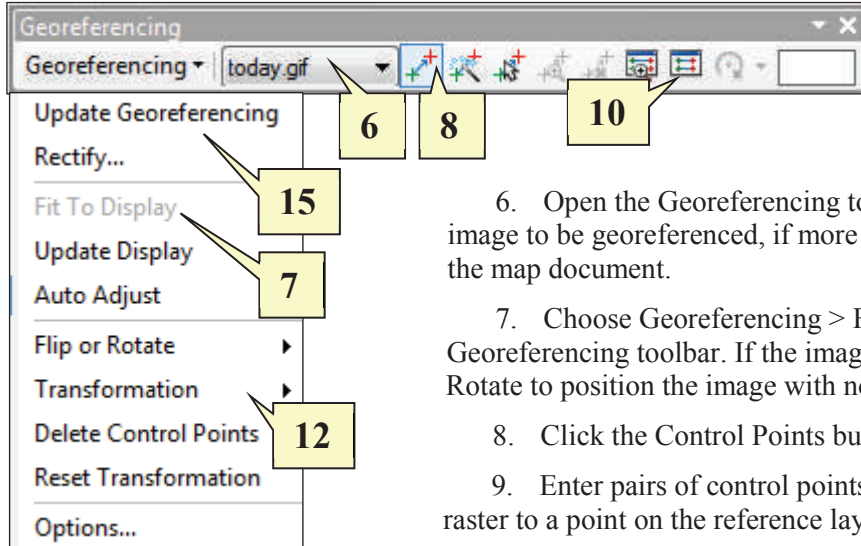 Georeferencing
Georeferencing today.gif
6 8 10
Update Georeferencing
Rectify...
15
Fit To Display
Update Display
7
Auto Adjust
Flip or Rotate
Transformation
12
Delete Control Points
Reset Transformation
Options...
6. Open the Georeferencing to
image to be georeferenced, if more
the map document.
7. Choose Georeferencing >
Georeferencing toolbar. If the imag
Rotate to position the image with no
8. Click the Control Points bu
9. Enter pairs of control points
raster to a point on the reference lay